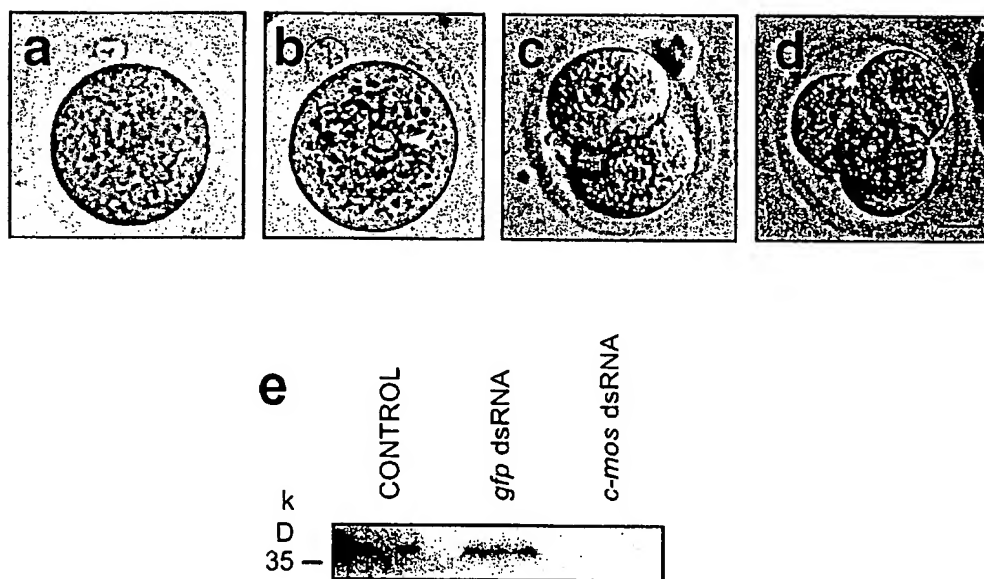 a b c d
e
CONTROL
gfp dsRNA
c-mos dsRNA
k
D
35